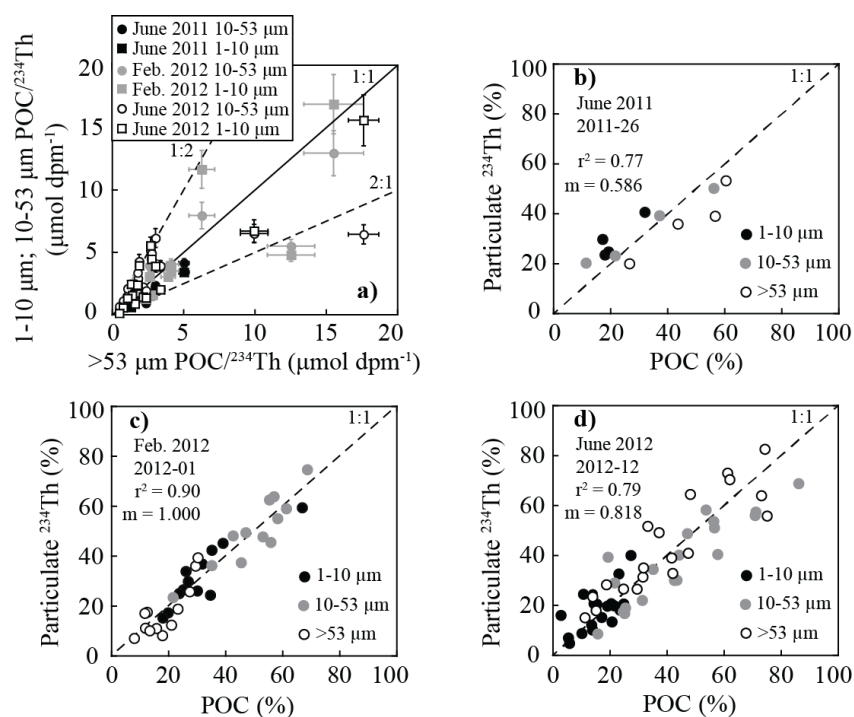 a)
June 2011 10-53 μm
June 2011 1-10 μm
Feb. 2012 10-53 μm
Feb. 2012 1-10 μm
June 2012 10-53 μm
June 2012 1-10 μm
1:1
1:2
2:1
20
15
10
5
0
0 5 10 15 20
1-10 μm; 10-53 μm POC/²³⁴Th
(μmol dpm⁻¹)
>53 μm POC/²³⁴Th (μmol dpm⁻¹)
b)
1:1
June 2011
2011-26
r² = 0.77
m = 0.586
1-10 μm
10-53 μm
>53 μm
100
80
60
40
20
0
0 20 40 60 80 100
Particulate ²³⁴Th (%)
POC (%)
c)
1:1
Feb. 2012
2012-01
r² = 0.90
m = 1.000
1-10 μm
10-53 μm
>53 μm
100
80
60
40
20
0
0 20 40 60 80 100
Particulate ²³⁴Th (%)
POC (%)
d)
1:1
June 2012
2012-12
r² = 0.79
m = 0.818
1-10 μm
10-53 μm
>53 μm
100
80
60
40
20
0
0 20 40 60 80 100
Particulate ²³⁴Th (%)
POC (%)